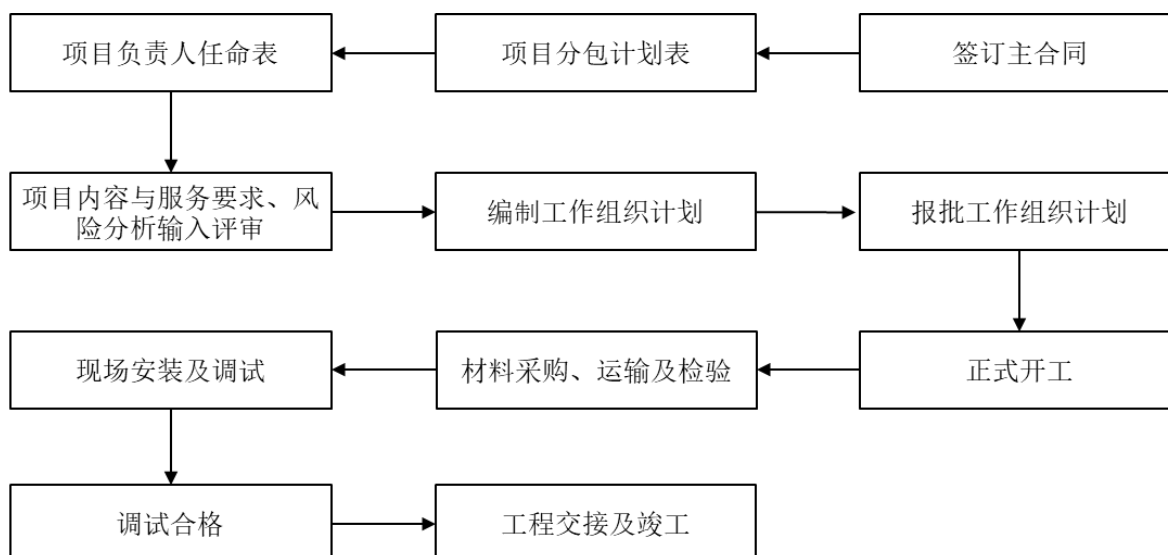 项目负责人任命表
项目分包计划表
签订主合同
项目内容与服务要求、风
险分析输入评审
编制工作组织计划
报批工作组织计划
现场安装及调试
材料采购、运输及检验
正式开工
调试合格
工程交接及竣工